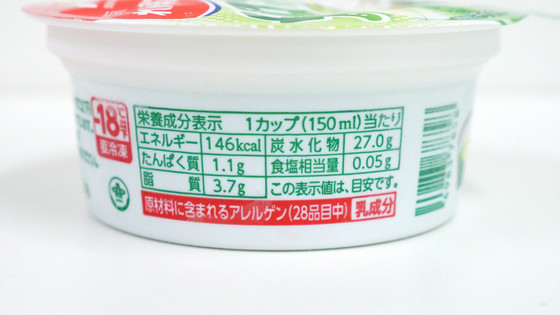 -18℃以下
要冷凍
栄養成分表示 1カップ(150ml)当たり
エネルギー 146kcal 炭水化物 27.0g
たんぱく質 1.1g 食塩相当量 0.05g
脂質 3.7g この表示値は、目安です。
原材料に含まれるアレルゲン(28品目中) 乳成分